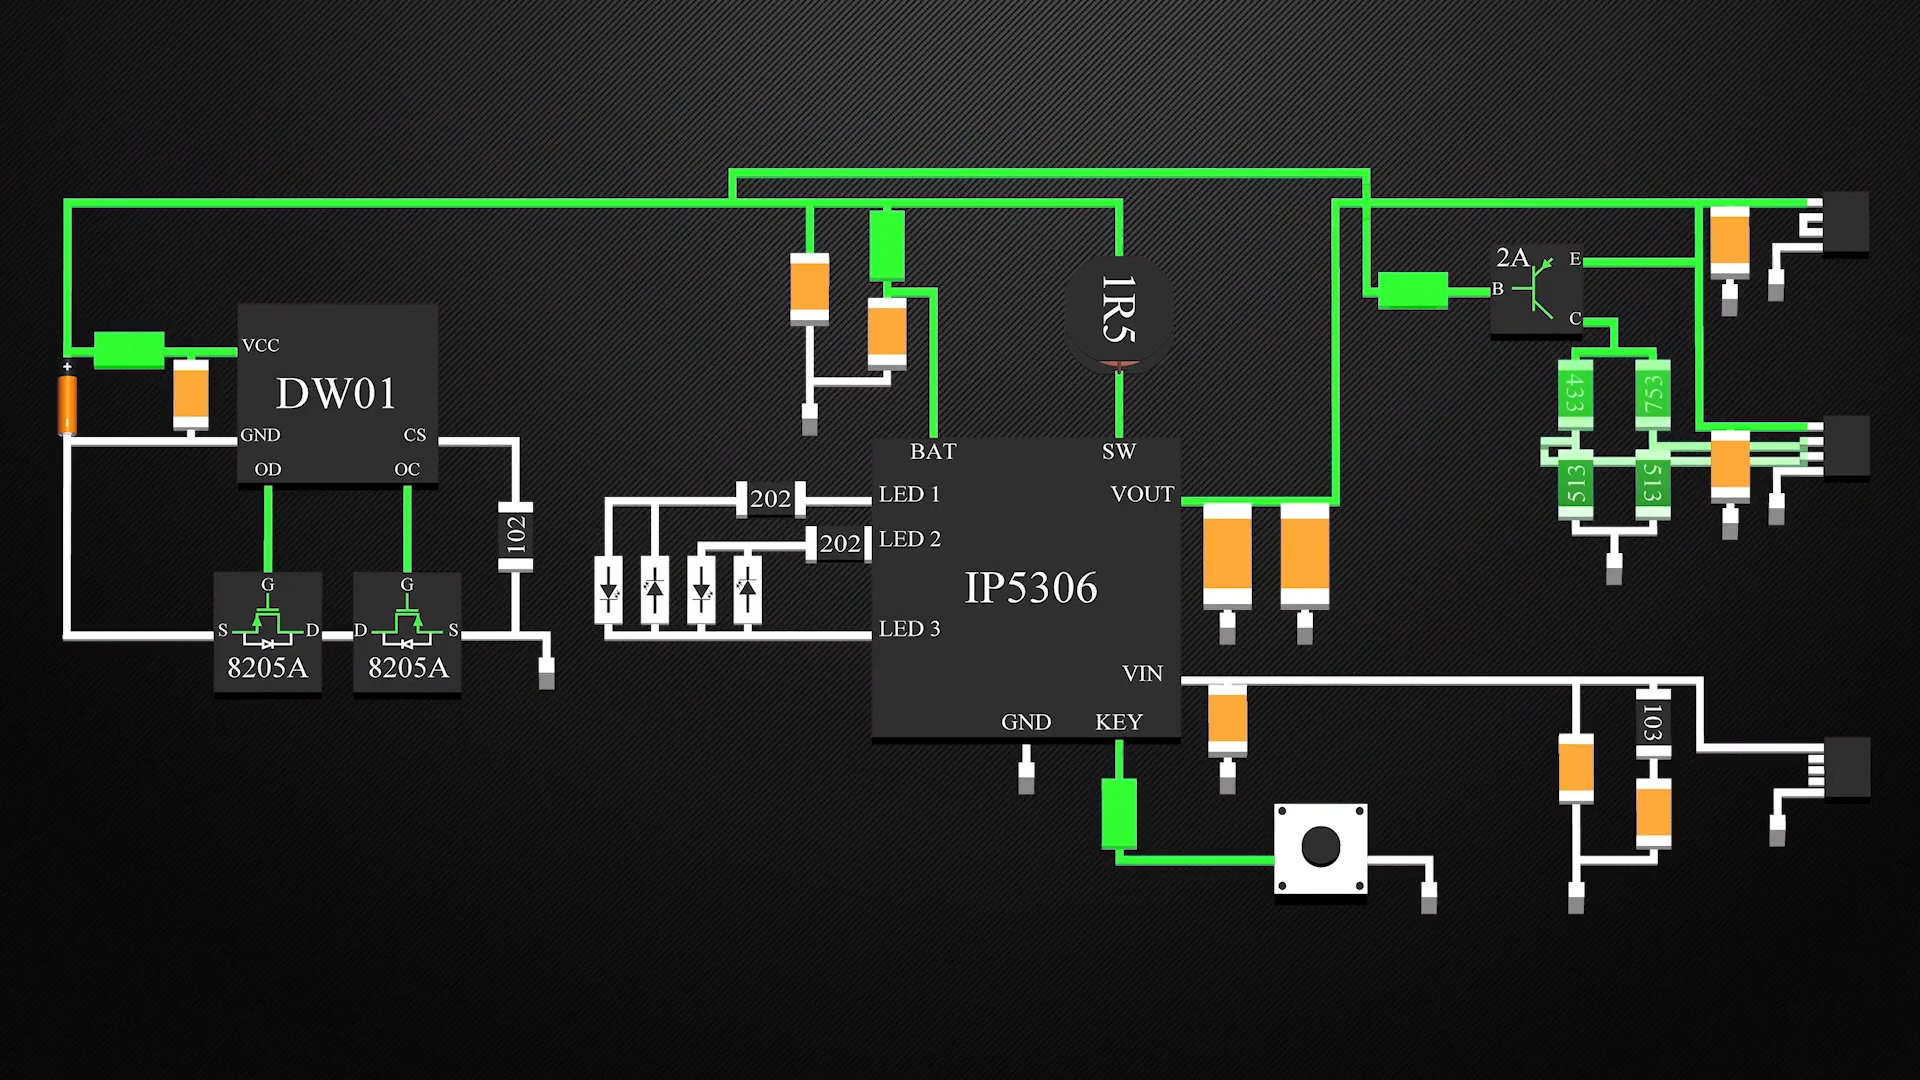 +
VCC
DW01
GND
CS
OD
OC
102
G
S
D
8205A
G
D
S
8205A
1R5
BAT
SW
202
LED 1
VOUT
202
LED 2
IP5306
LED 3
VIN
GND
KEY
2A
E
B
C
433
753
513
513
103